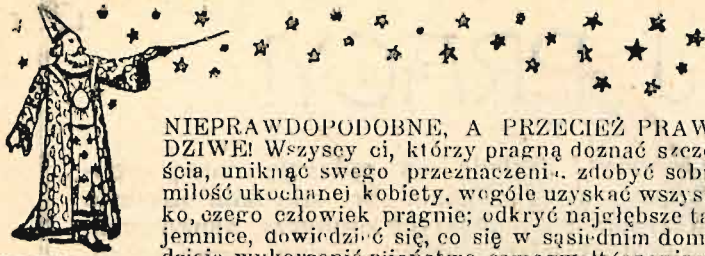 NIEPRAWDOPODOBNE, A PRZECIEŻ PRAW
DZIWE! Wszyscy ci, którzy pragną doznać szczę
ścia, uniknąć swego przeznaczenia. zdobyć sobi
miłość ukochanej kobiety, wogóle uzyskać wszys
ko, czego człowiek pragnie; odkryć najgłębsze ta
jemnice, dowiedzieć się, co się w sąsiednim dom